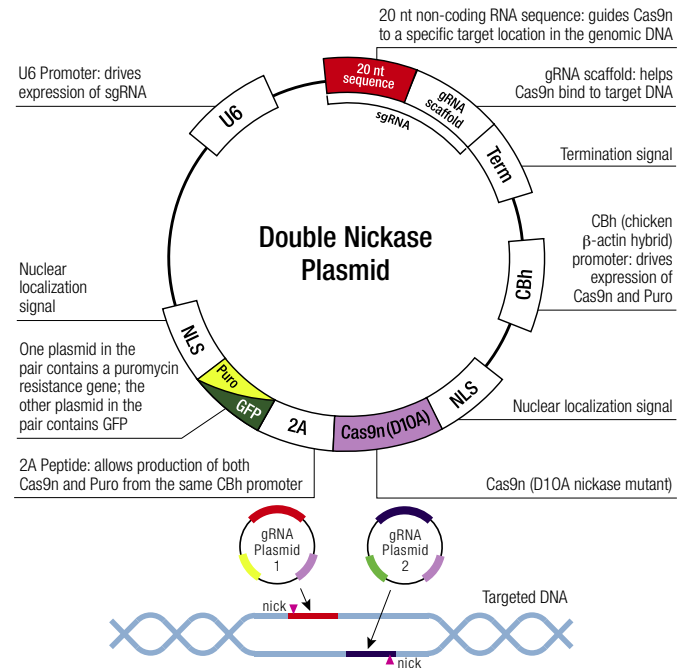 20 nt non-coding RNA sequence: guides Cas9n
to a specific target location in the genomic DNA
U6 Promoter: drives
expression of sgRNA
gRNA scaffold: helps
Cas9n bind to target DNA
20 nt
sequence
gRNA
scaffold
sgRNA
U6
Term
Termination signal
Double Nickase
Plasmid
CBh (chicken
β-actin hybrid)
promoter: drives
expression of
Cas9n and Puro
CBh
Nuclear
localization
signal
NLS
One plasmid in the
pair contains a puromycin
resistance gene; the
other plasmid in the
pair contains GFP
Puro
GFP
2A
Cas9n (D10A)
NLS
Nuclear localization signal
2A Peptide: allows production of both
Cas9n and Puro from the same CBh promoter
Cas9n (D10A nickase mutant)
gRNA
Plasmid
1
gRNA
Plasmid
2
Targeted DNA
nick
nick